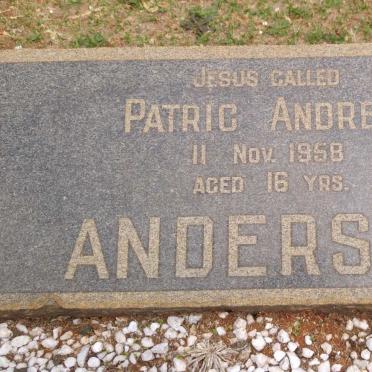 JESUS CALLED
PATRIC ANDRE
11 NOV. 1958
AGED 16 YRS.
ANDERS